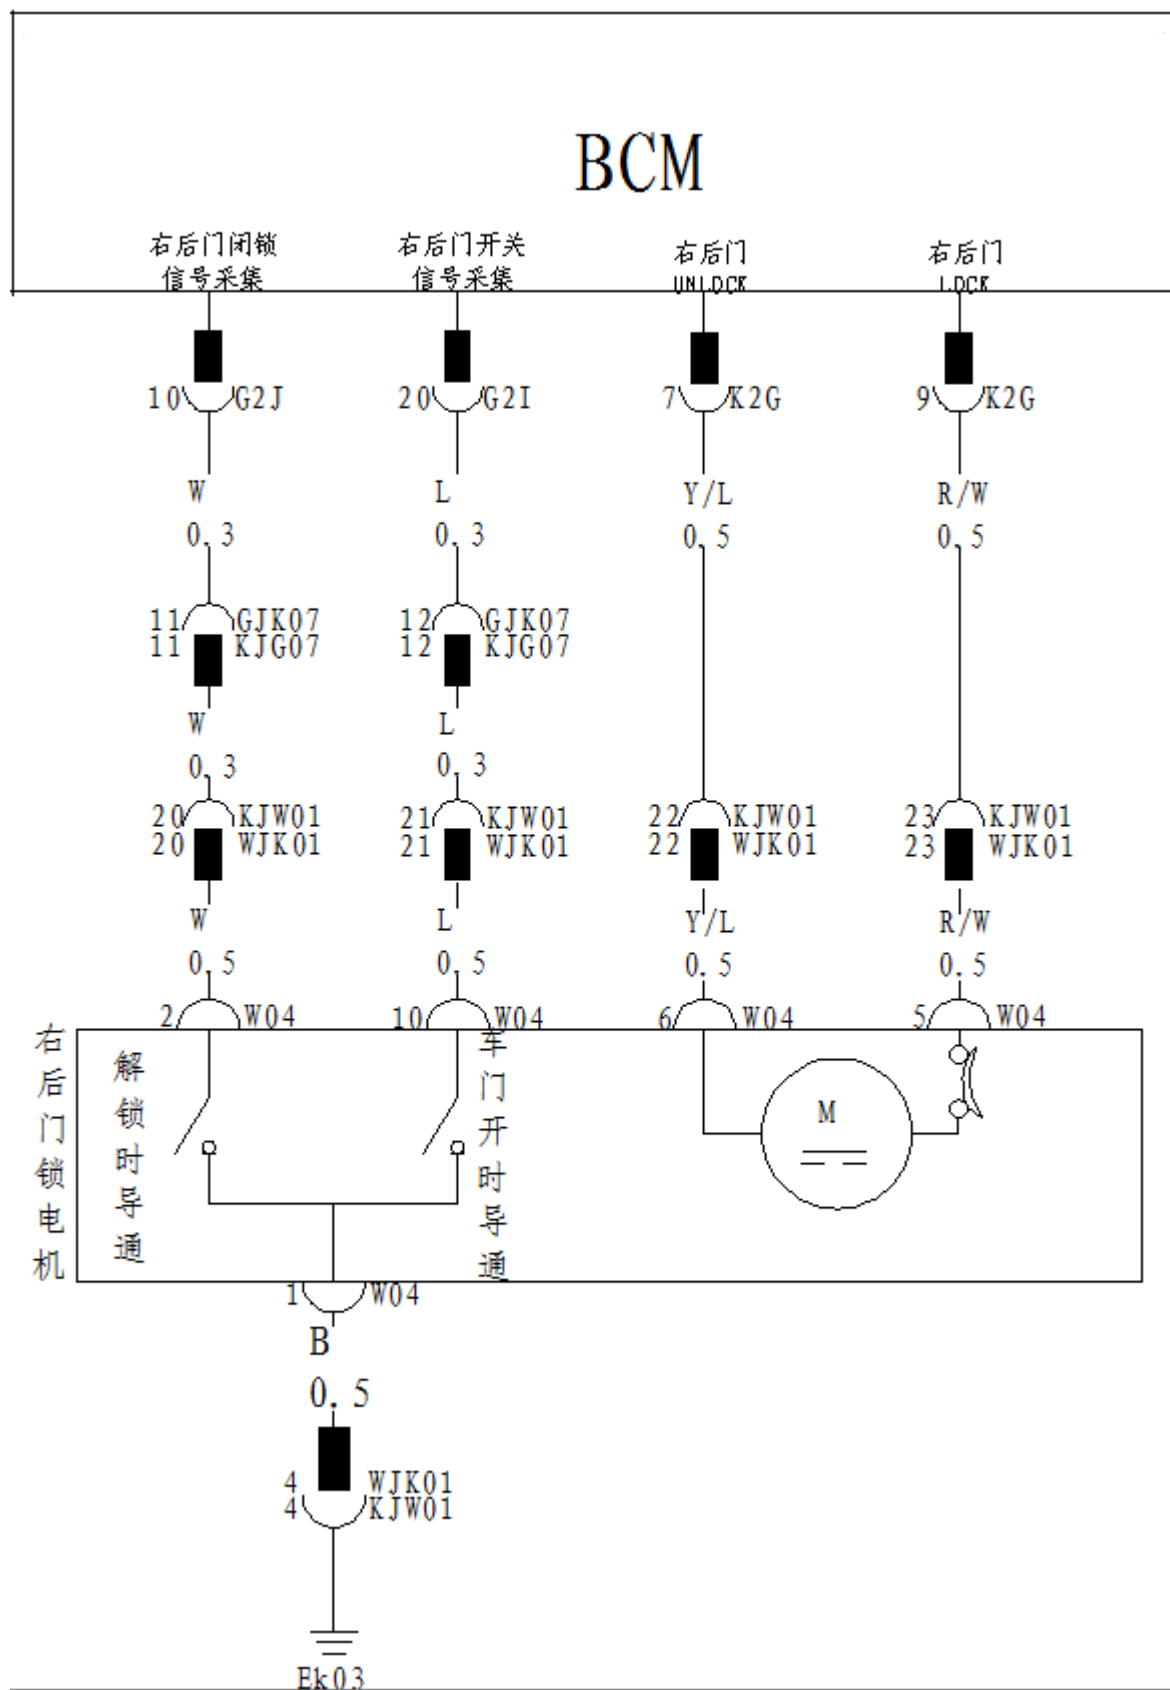 BCM
右后门闭锁
信号采集
右后门开关
信号采集
右后门
UNLOCK
右后门
LOCK
10 G2J
20 G2I
7 K2G
9 K2G
W
L
Y/L
R/W
0.3
0.3
0.5
0.5
11 GJK07
11 KJG07
12 GJK07
12 KJG07
W
L
0.3
0.3
20 KJW01
20 WJK01
21 KJW01
21 WJK01
22 KJW01
22 WJK01
23 KJW01
23 WJK01
W
L
Y/L
R/W
0.5
0.5
0.5
0.5
2 W04
10 W04
6 W04
5 W04
右后门锁电机
解锁时导通
车门开时导通
M
1 W04
B
0.5
4 WJK01
4 KJW01
Ek03